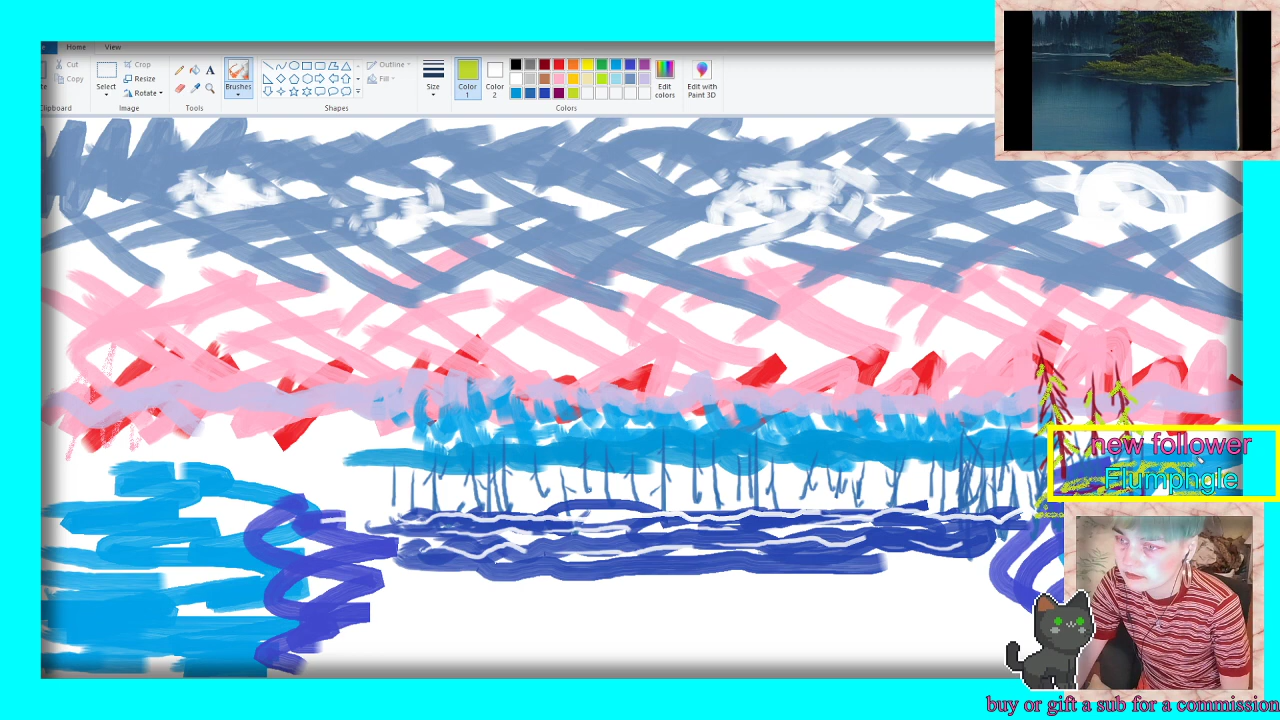 Home View
Cut
Copy
Clipboard
Select
Crop
Resize
Rotate
Image
Tools
Brushes
Outline
Fill
Shapes
Size
Color
1
Color
2
Colors
Edit
colors
Edit with
Paint 3D
new follower
Flumphgle
buy or gift a sub for a commission